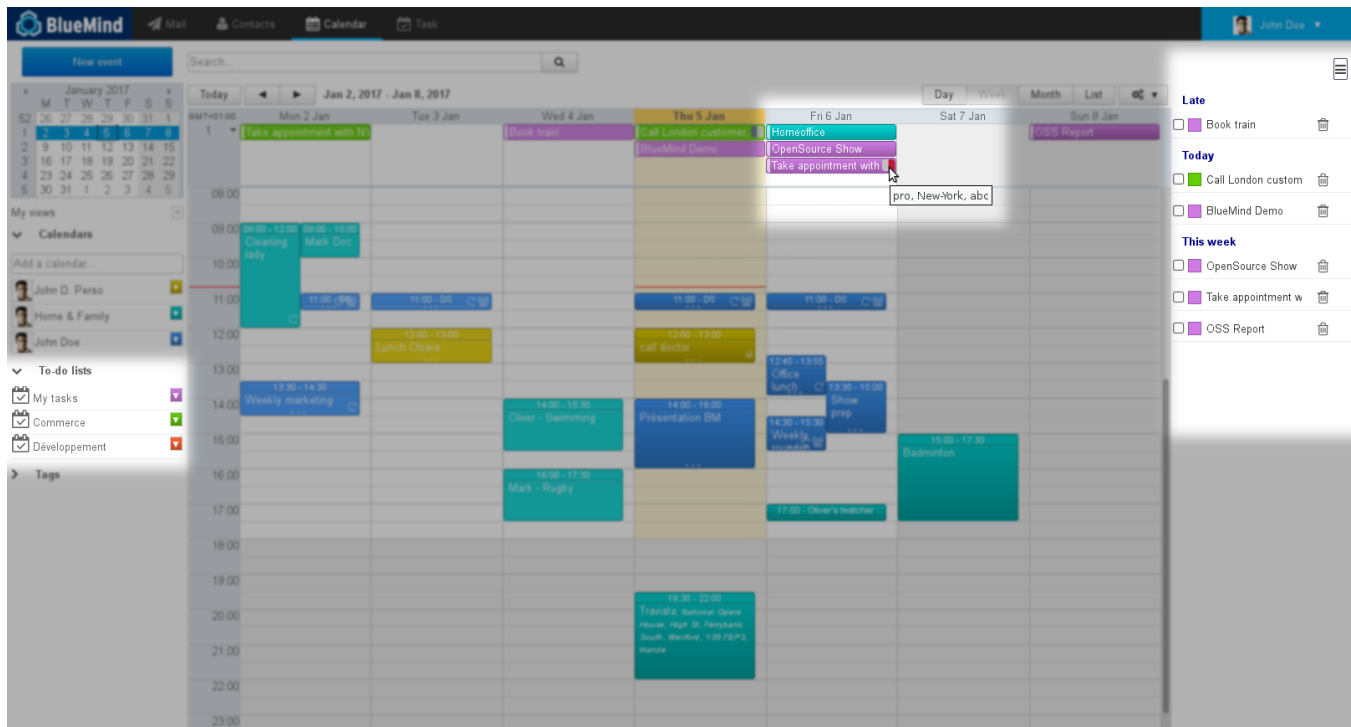 BlueMind
Mail
Contacts
Calendar
Task
John Doe
New event
Search...
January 2017
M T W T F S S
52 26 27 28 29 30 31 1
1 2 3 4 5 6 7 8
2 9 10 11 12 13 14 15
3 16 17 18 19 20 21 22
4 23 24 25 26 27 28 29
5 30 31 1 2 3 4 5
My views
Calendars
Add a calendar...
John D. Perso
Home & Family
John Doe
To-do lists
My tasks
Commerce
Développement
Tags
Today
Jan 2, 2017 - Jan 8, 2017
Day
Week
Month
List
GMT+01:00
Mon 2 Jan
Tue 3 Jan
Wed 4 Jan
Thu 5 Jan
Fri 6 Jan
Sat 7 Jan
Sun 8 Jan
1
Take appointment with NY
Book train
Call London customer,
BlueMind Demo
Homeoffice
OpenSource Show
Take appointment with
pro, New-York, abc
OSS Report
08:00
09:00
10:00
11:00
12:00
13:00
14:00
15:00
16:00
17:00
18:00
19:00
20:00
21:00
22:00
23:00
09:00 - 12:00
Cleaning
lady
09:00 - 10:00
Mark Doc
11:00 - DS
13:30 - 14:30
Weekly marketing
11:00 - DS
12:00 - 13:00
Lunch Chiara
14:00 - 15:30
Oliver - Swimming
16:00 - 17:30
Mark - Rugby
11:00 - DS
12:00 - 13:00
call doctor
14:00 - 16:00
Présentation BM
19:30 - 22:00
Traviata, National Opera
House, High St, Ferrybank
South, Wexford, Y35 FEP3,
11:00 - DS
12:45 - 13:55
Office
lunch,
13:30 - 15:00
Show
prep
14:30 - 15:30
Weekly
17:00 - Oliver's teatcher
15:00 - 17:30
Badminton
Late
Book train
Today
Call London custom
BlueMind Demo
This week
OpenSource Show
Take appointment w
OSS Report